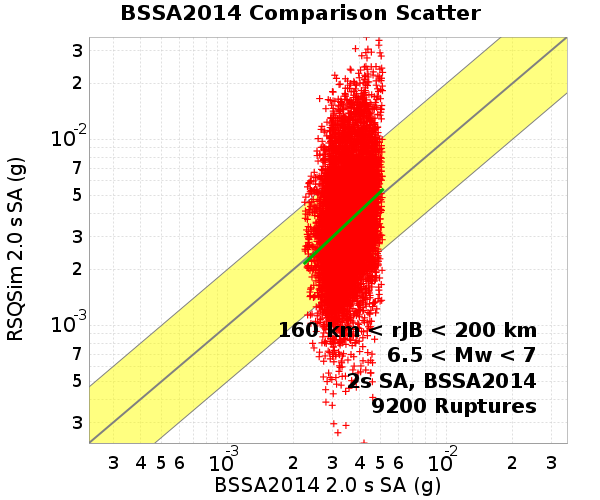 BSSA2014 Comparison Scatter
RSQSim 2.0 s SA (g)
3
2
10-2
7
5
3
2
10-3
7
5
3
160 km < rJB < 200 km
6.5 < Mw < 7
2s SA, BSSA2014
9200 Ruptures
3 4 5 6 10-3 2 3 4 5 6 10-2 2 3
BSSA2014 2.0 s SA (g)